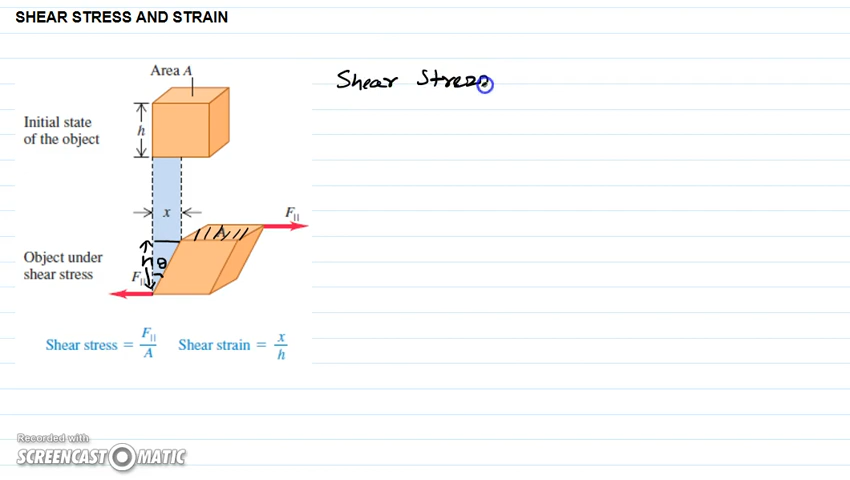 SHEAR STRESS AND STRAIN
Area A
Shear Stress
Initial state
of the object
h
x
F||
A
Object under
shear stress
h
θ
F||
Shear stress = F|| / A
Shear strain = x / h
Recorded with
SCREENCAST O MATIC